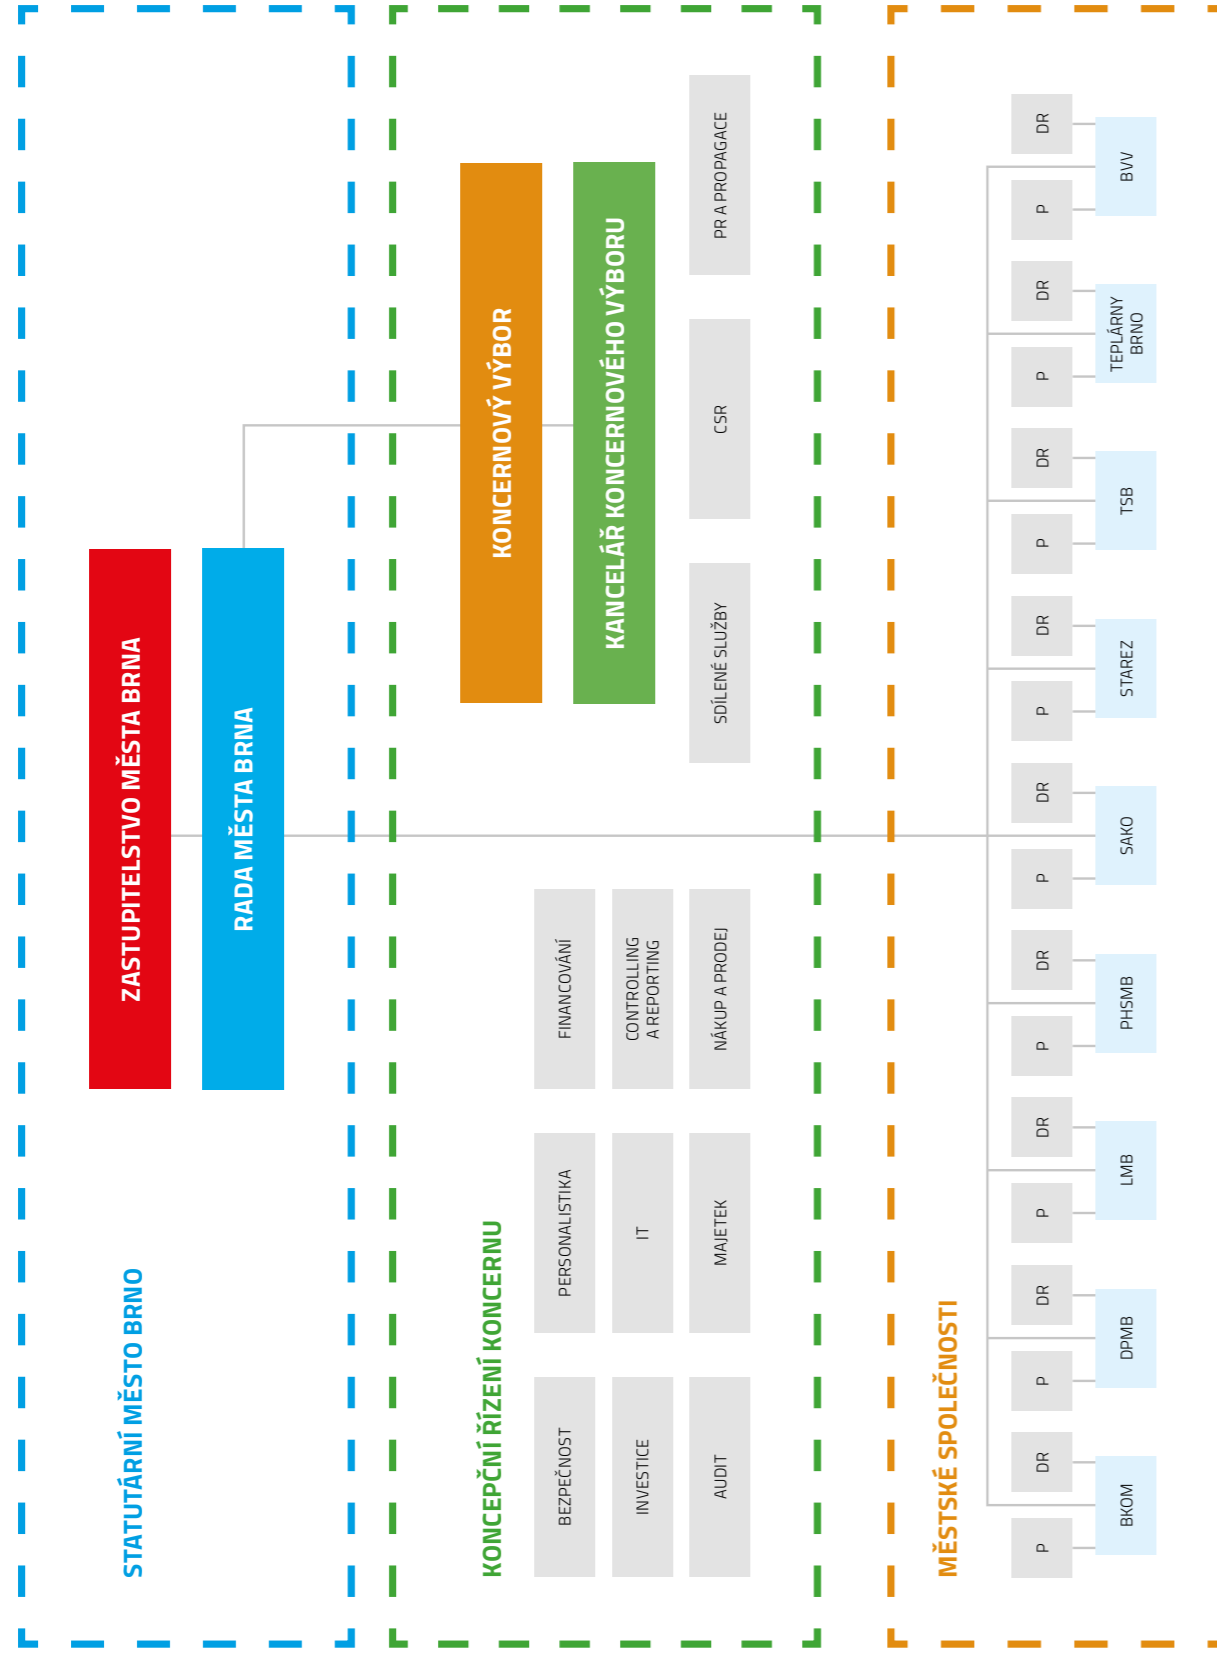 STATUTÁRNÍ MĚSTO BRNO
ZASTUPITELSTVO MĚSTA BRNA
RADA MĚSTA BRNA
KONCEPČNÍ ŘÍZENÍ KONCERNU
KONCERNOVÝ VÝBOR
KANCELÁŘ KONCERNOVÉHO VÝBORU
BEZPEČNOST
PERSONALISTIKA
FINANCOVÁNÍ
INVESTICE
IT
CONTROLLING
A REPORTING
AUDIT
MAJETEK
NÁKUP A PRODEJ
SDÍLENÉ SLUŽBY
CSR
PR A PROPAGACE
MĚSTSKÉ SPOLEČNOSTI
P
DR
P
DR
P
DR
P
DR
P
DR
P
DR
P
DR
P
DR
P
DR
BKOM
DPMB
LMB
PHSMB
SAKO
STAREZ
TSB
TEPLÁRNY
BRNO
BVV